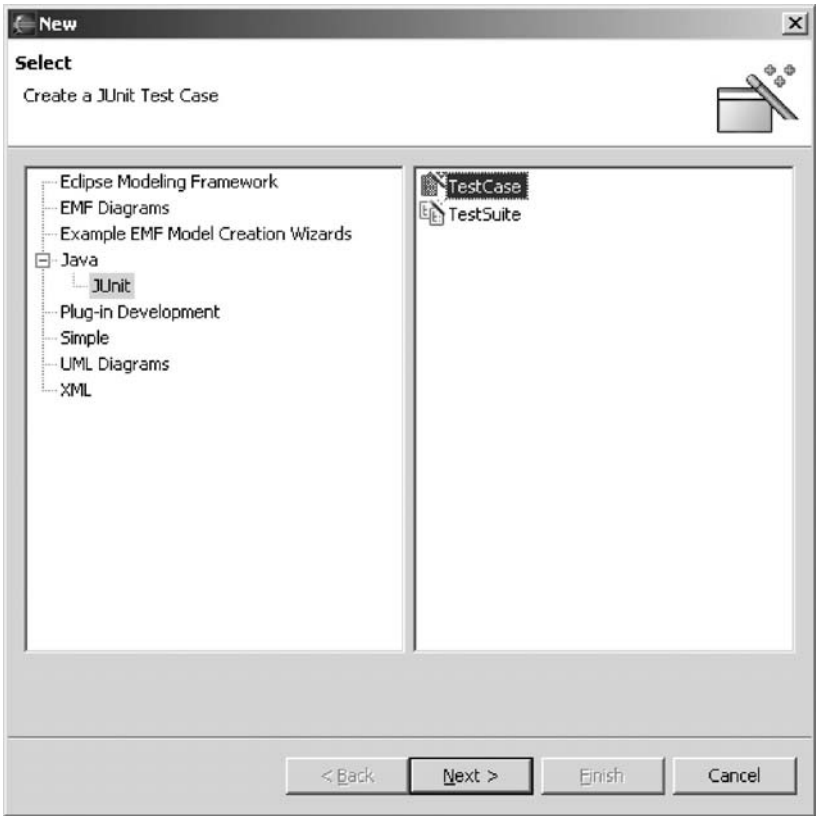 New
Select
Create a JUnit Test Case
Eclipse Modeling Framework
EMF Diagrams
Example EMF Model Creation Wizards
Java
JUnit
Plug-in Development
Simple
UML Diagrams
XML
TestCase
TestSuite
< Back
Next >
Finish
Cancel